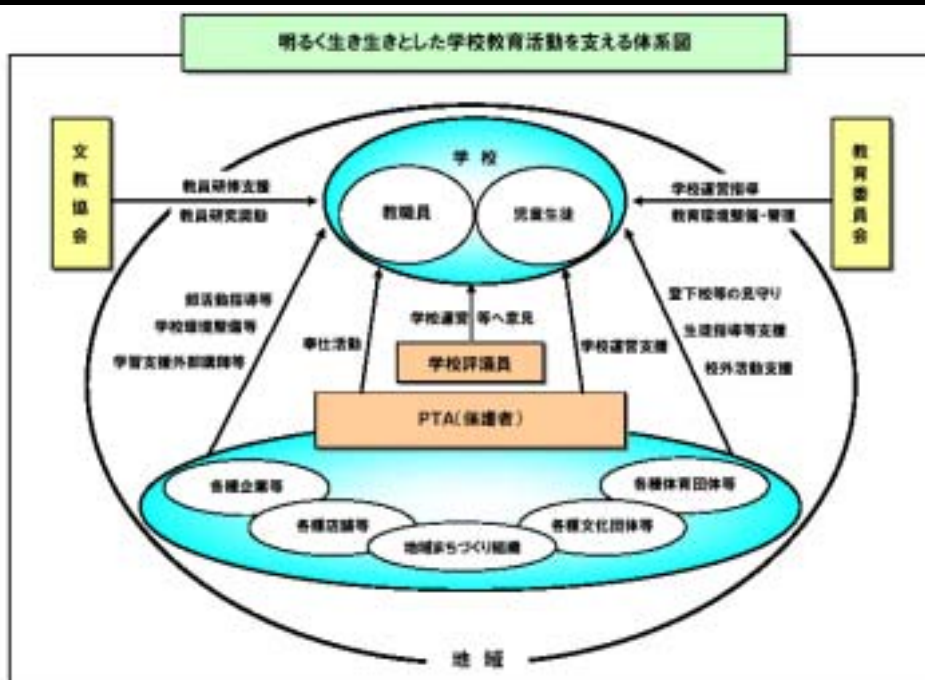 明るく生き生きとした学校教育活動を支える体系図
文教協会
教育委員会
学校
教職員
児童生徒
教員研修支援
教員研究奨励
学校運営指導
教育環境整備・管理
部活動指導等
学校環境整備等
学習支援外部講師等
奉仕活動
学校運営等へ意見
学校運営支援
登下校等の見守り
生徒指導等支援
校外活動支援
学校評議員
PTA(保護者)
各種企業等
各種店舗等
地域まちづくり組織
各種文化団体等
各種体育団体等
地域